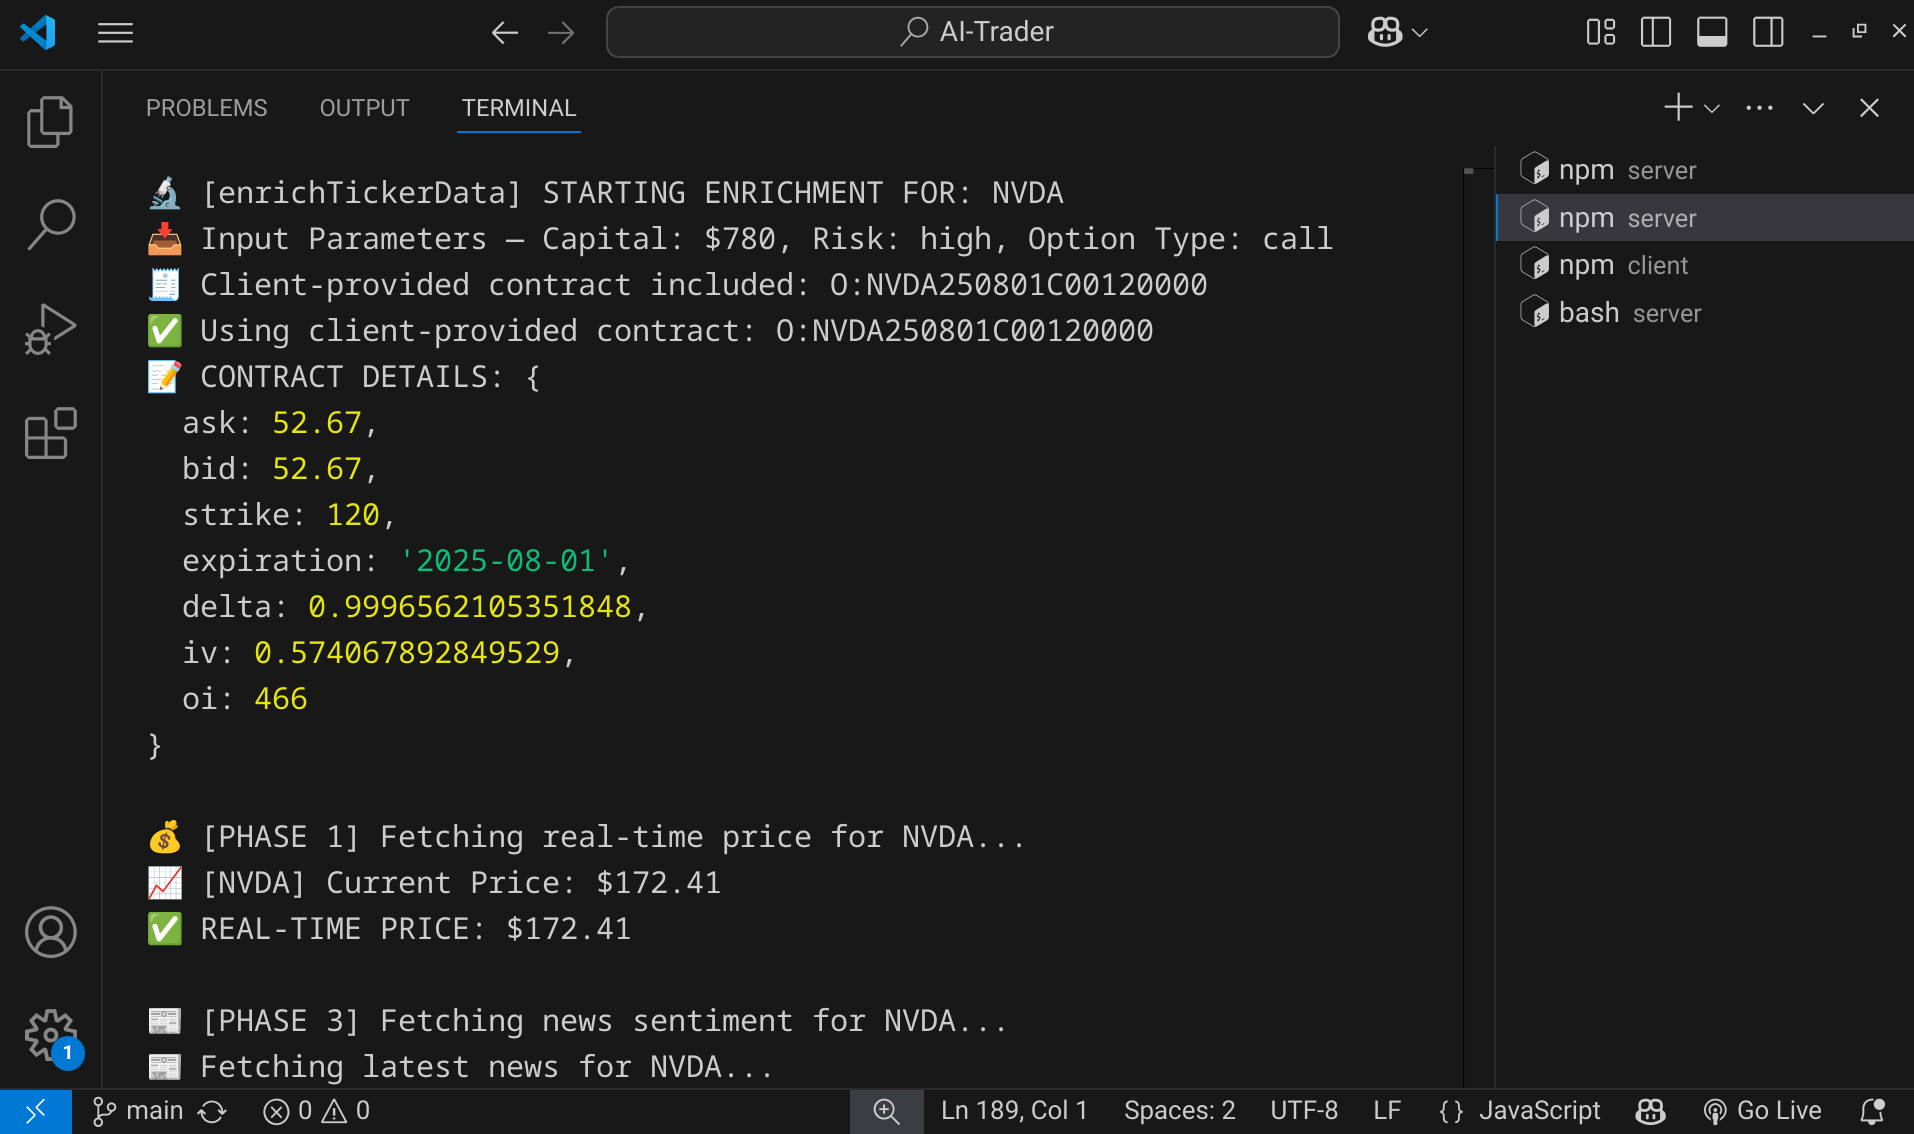 AI-Trader
PROBLEMS OUTPUT TERMINAL
[enrichTickerData] STARTING ENRICHMENT FOR: NVDA
Input Parameters — Capital: $780, Risk: high, Option Type: call
Client-provided contract included: O:NVDA250801C00120000
Using client-provided contract: O:NVDA250801C00120000
CONTRACT DETAILS: {
ask: 52.67,
bid: 52.67,
strike: 120,
expiration: '2025-08-01',
delta: 0.9996562105351848,
iv: 0.574067892849529,
oi: 466
}
[PHASE 1] Fetching real-time price for NVDA...
[NVDA] Current Price: $172.41
REAL-TIME PRICE: $172.41
[PHASE 3] Fetching news sentiment for NVDA...
Fetching latest news for NVDA...
npm server
npm server
npm client
bash server
1
main 0 0 Ln 189, Col 1 Spaces: 2 UTF-8 LF {} JavaScript Go Live